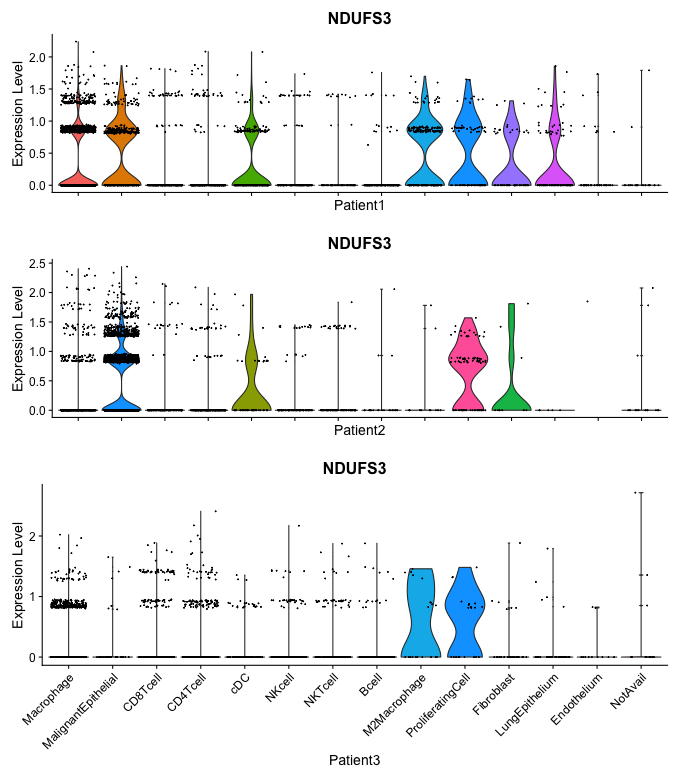 NDUFS3
Expression Level
2.0
1.5
1.0
0.5
0.0
Patient1
NDUFS3
Expression Level
2.5
2.0
1.5
1.0
0.5
0.0
Patient2
NDUFS3
Expression Level
2
1
0
Macrophage
MalignantEpithelial
CD8Tcell
CD4Tcell
cDC
NKcell
NKTcell
Bcell
M2Macrophage
ProliferatingCell
Fibroblast
LungEpithelium
Endothelium
NotAvail
Patient3